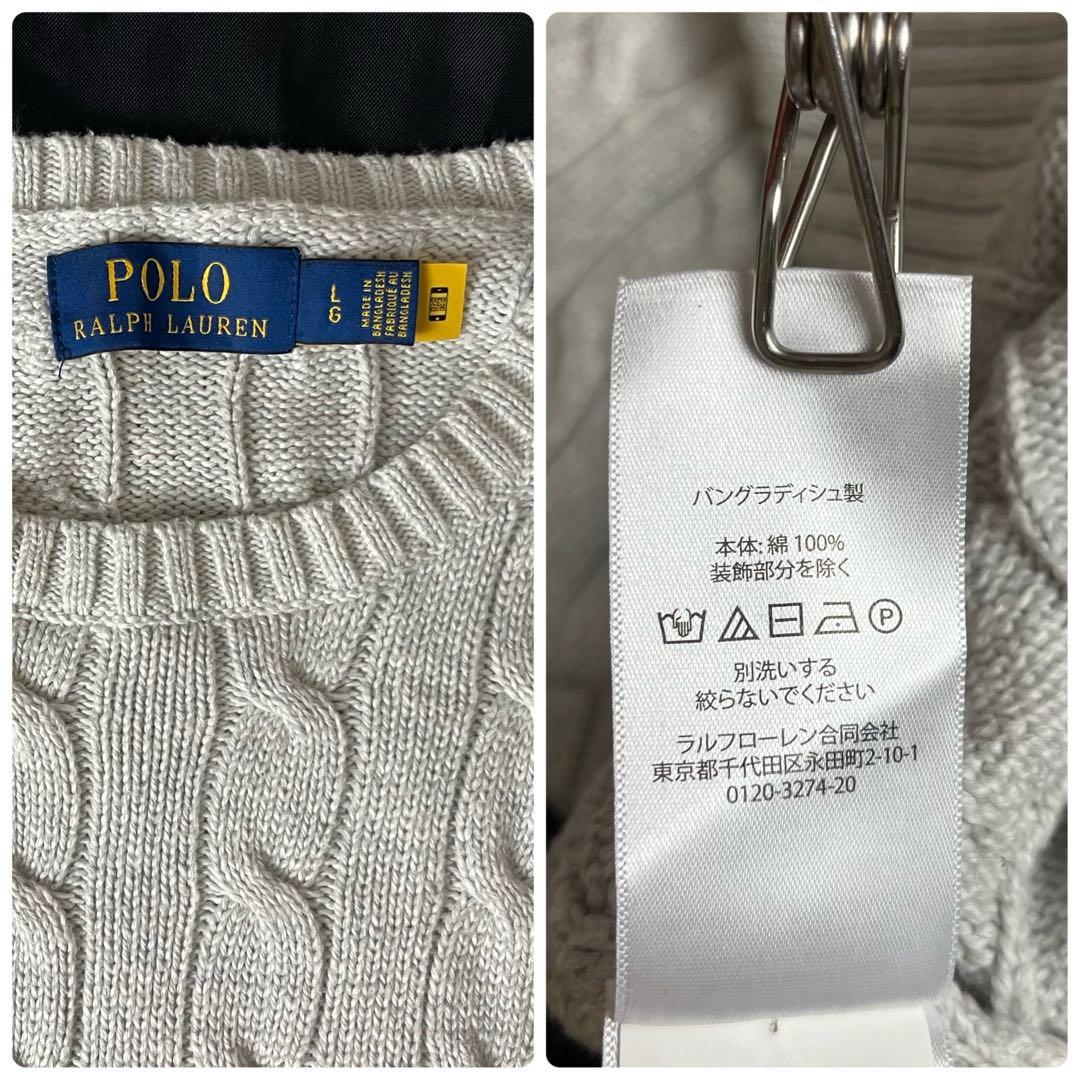 POLO
RALPH LAUREN
L
G
MADE IN
BANGLADESH
FABRIQUÉ AU
BANGLADESH
バングラディシュ製
本体: 綿 100%
装飾部分を除く
P
別洗いする
絞らないでください
ラルフローレン合同会社
東京都千代田区永田町2-10-1
0120-3274-20